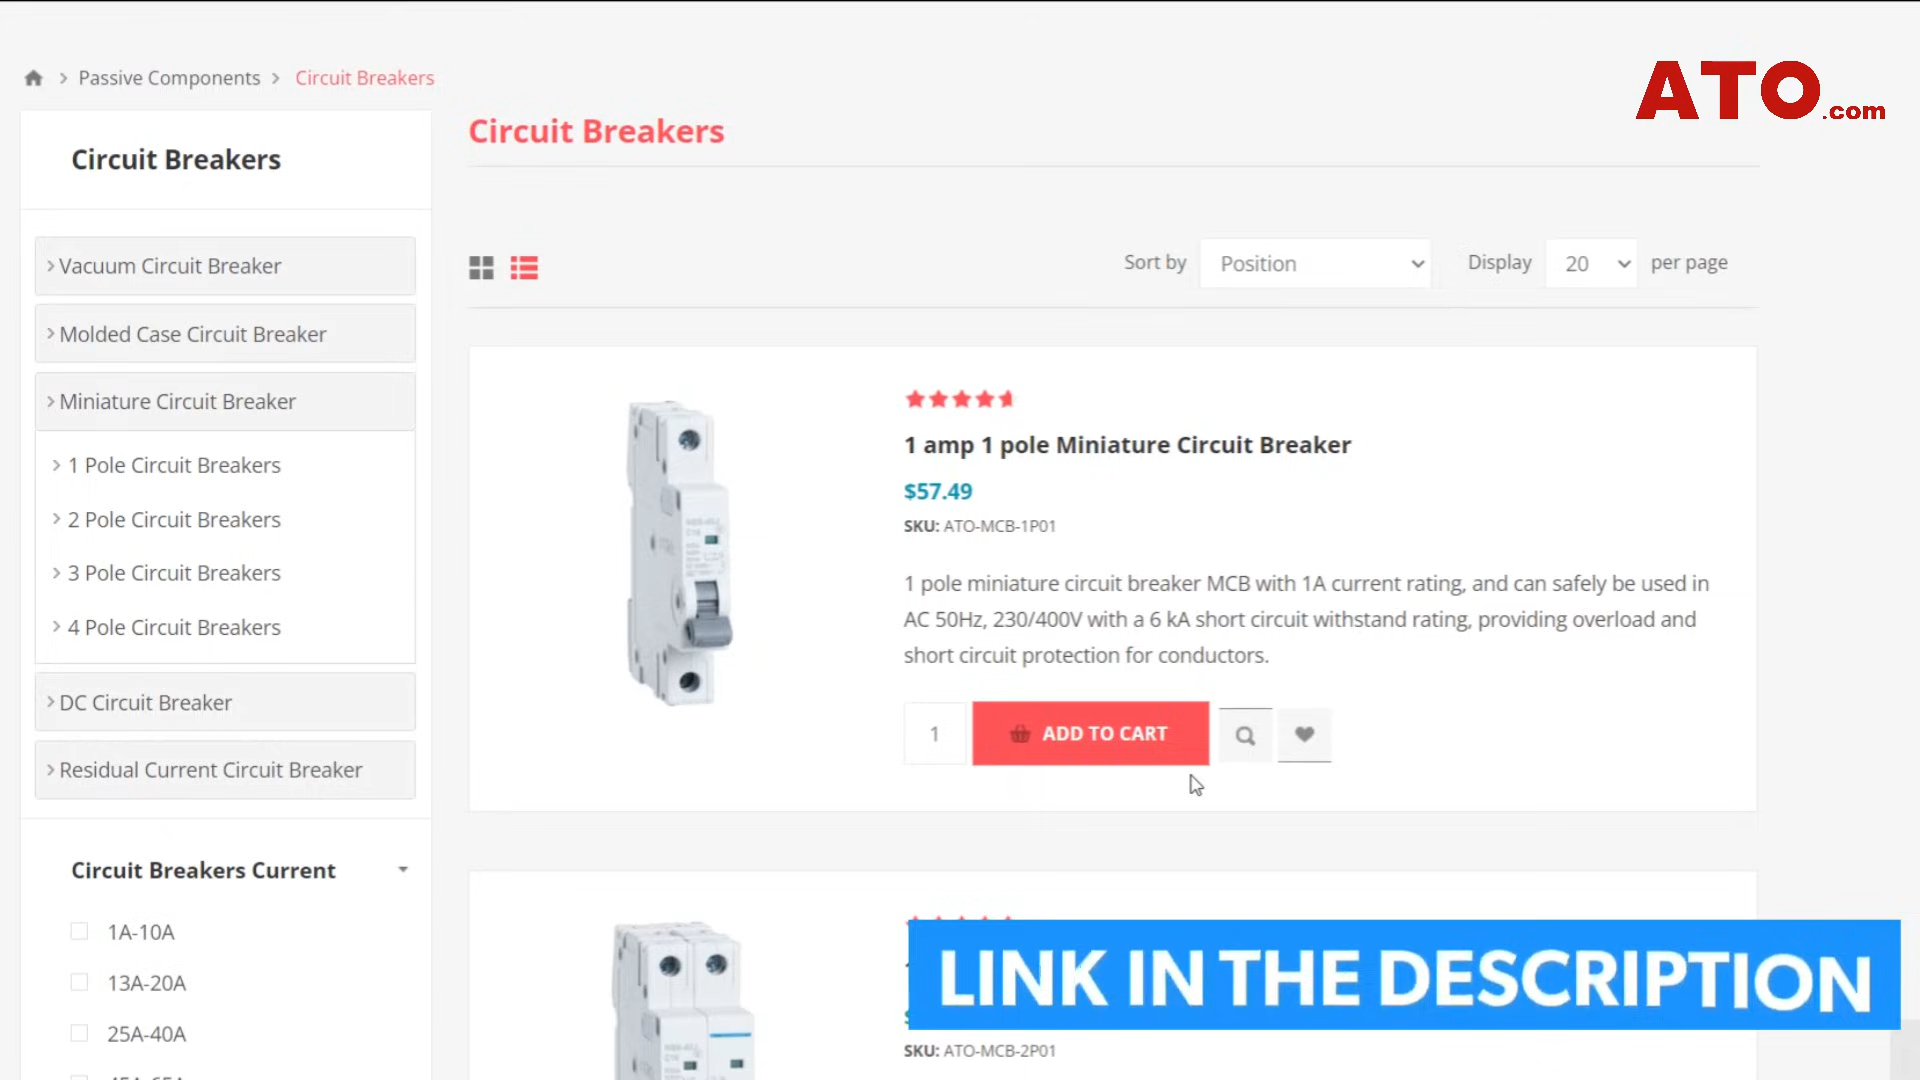 Passive Components
Circuit Breakers
ATO.com
Circuit Breakers
Vacuum Circuit Breaker
Molded Case Circuit Breaker
Miniature Circuit Breaker
1 Pole Circuit Breakers
2 Pole Circuit Breakers
3 Pole Circuit Breakers
4 Pole Circuit Breakers
DC Circuit Breaker
Residual Current Circuit Breaker
Circuit Breakers Current
1A-10A
13A-20A
25A-40A
Circuit Breakers
Sort by Position Display 20 per page
1 amp 1 pole Miniature Circuit Breaker
$57.49
SKU: ATO-MCB-1P01
1 pole miniature circuit breaker MCB with 1A current rating, and can safely be used in
AC 50Hz, 230/400V with a 6 kA short circuit withstand rating, providing overload and
short circuit protection for conductors.
1 ADD TO CART
LINK IN THE DESCRIPTION
SKU: ATO-MCB-2P01